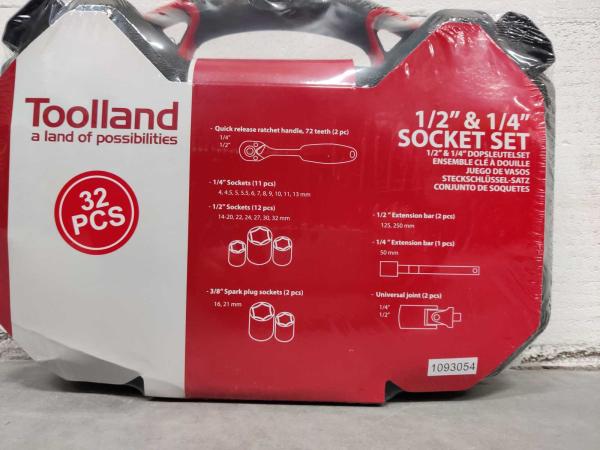 Toolland
a land of possibilities
32
PCS
1/2" & 1/4"
SOCKET SET
1/2" & 1/4" DOPSLEUTELSET
ENSEMBLE CLÉ À DOUILLE
JUEGO DE VASOS
STECKSCHLÜSSEL-SATZ
CONJUNTO DE SOQUETES
- Quick release ratchet handle, 72 teeth (2 pc)
1/4"
1/2"
- 1/4" Sockets (11 pcs)
4, 4.5, 5, 5.5, 6, 7, 8, 9, 10, 11, 13 mm
- 1/2" Sockets (12 pcs)
14-20, 22, 24, 27, 30, 32 mm
- 3/8" Spark plug sockets (2 pcs)
16, 21 mm
- 1/2 " Extension bar (2 pcs)
125, 250 mm
- 1/4 " Extension bar (1 pcs)
50 mm
- Universal joint (2 pcs)
1/4"
1/2"
1093054